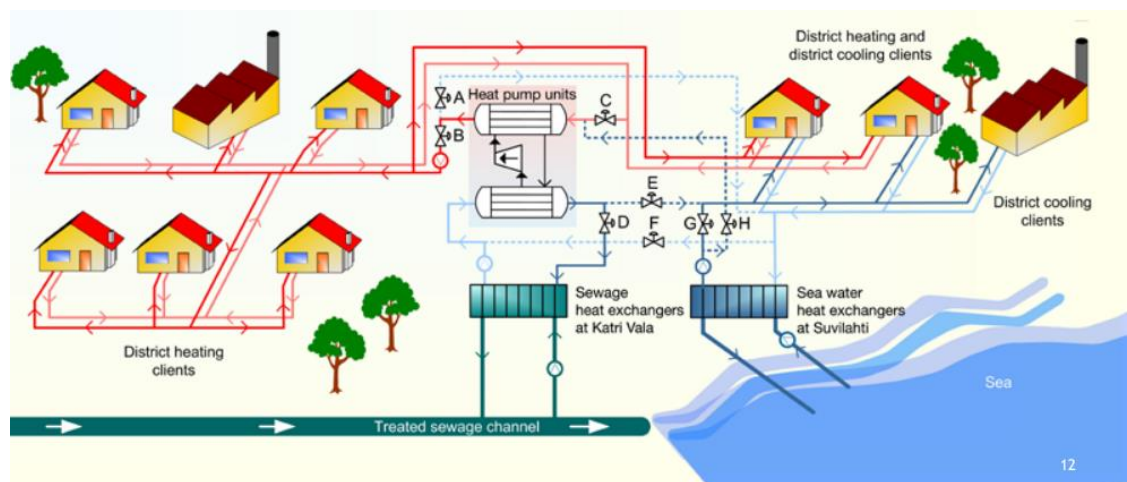 District heating and
district cooling clients
A
Heat pump units
C
B
E
D
F
G
H
District cooling
clients
Sewage
heat exchangers
at Katri Vala
Sea water
heat exchangers
at Suvilahti
District heating
clients
Sea
Treated sewage channel
12